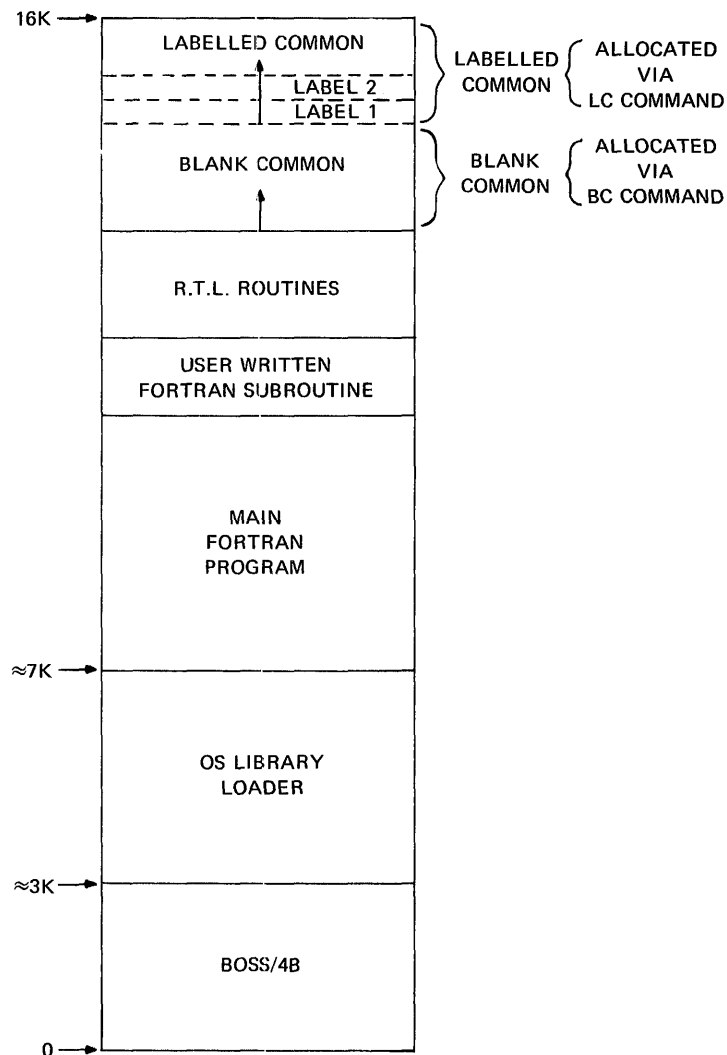 16K
LABELLED COMMON
LABEL 2
LABEL 1
LABELLED
COMMON
ALLOCATED
VIA
LC COMMAND
BLANK COMMON
BLANK
COMMON
ALLOCATED
VIA
BC COMMAND
R.T.L. ROUTINES
USER WRITTEN
FORTRAN SUBROUTINE
MAIN
FORTRAN
PROGRAM
≈7K
OS LIBRARY
LOADER
≈3K
BOSS/4B
0